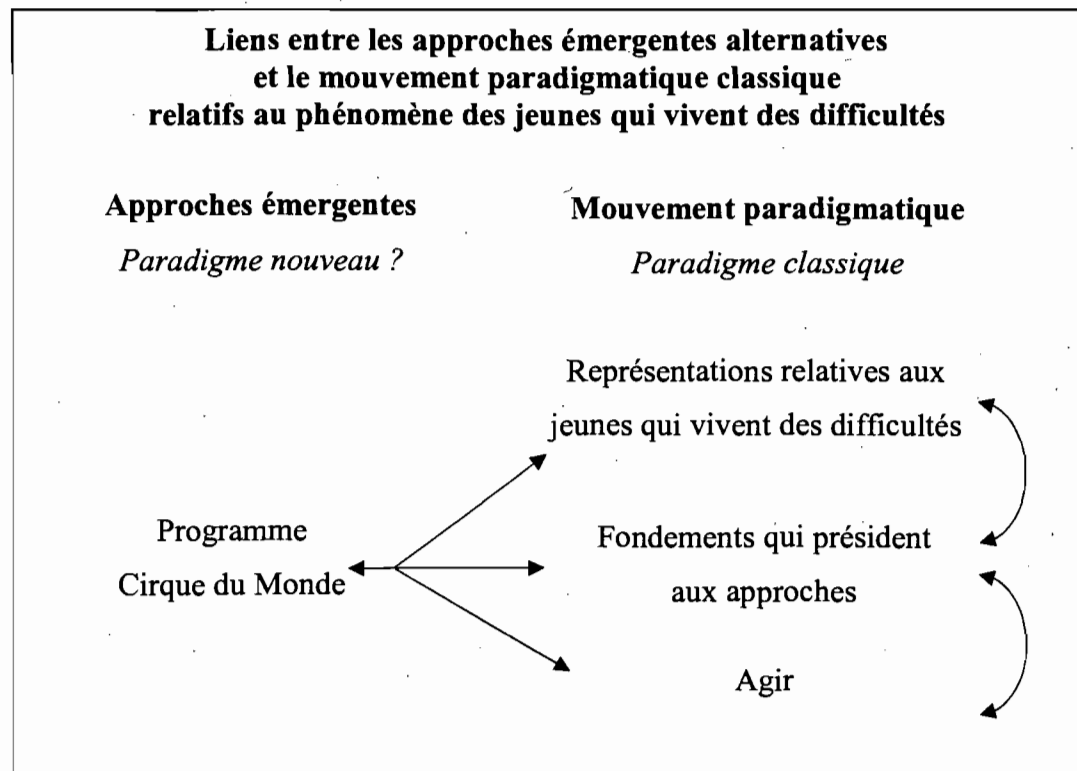 Liens entre les approches émergentes alternatives
et le mouvement paradigmatique classique
relatifs au phénomène des jeunes qui vivent des difficultés
Approches émergentes
Paradigme nouveau ?
Mouvement paradigmatique
Paradigme classique
Programme
Cirque du Monde
Représentations relatives aux
jeunes qui vivent des difficultés
Fondements qui président
aux approches
Agir